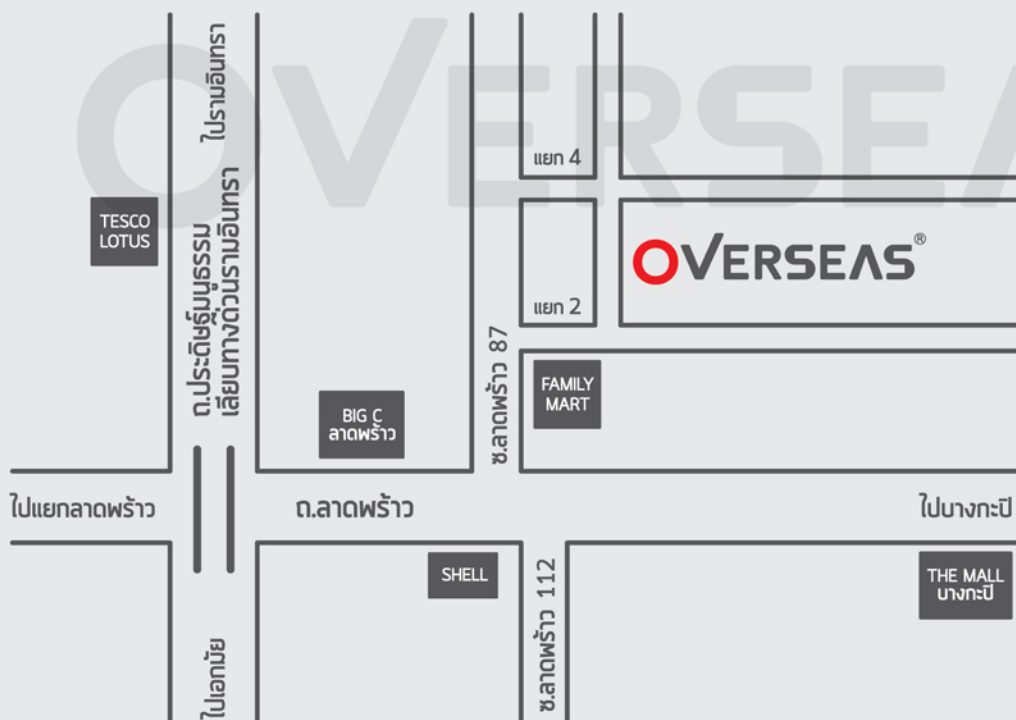 OVERSEA
ไปรามอินทรา
แยก 4
TESCO
LOTUS
ถ.ประดิษฐ์มนูธรรม
เลียบทางด่วนรามอินทรา
OVERSEAS®
แยก 2
ซ.ลาดพร้าว 87
FAMILY
MART
BIG C
ลาดพร้าว
ไปแยกลาดพร้าว
ถ.ลาดพร้าว
ไปบางกะปิ
SHELL
ซ.ลาดพร้าว 112
THE MALL
บางกะปิ
ไปเอกมัย